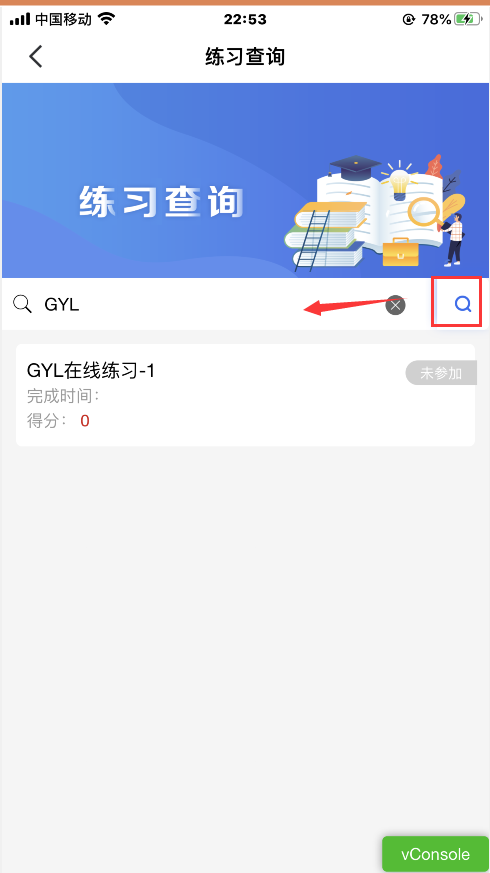 中国移动 22:53 78%
练习查询
练习查询
GYL
GYL在线练习-1
未参加
完成时间：
得分： 0
vConsole